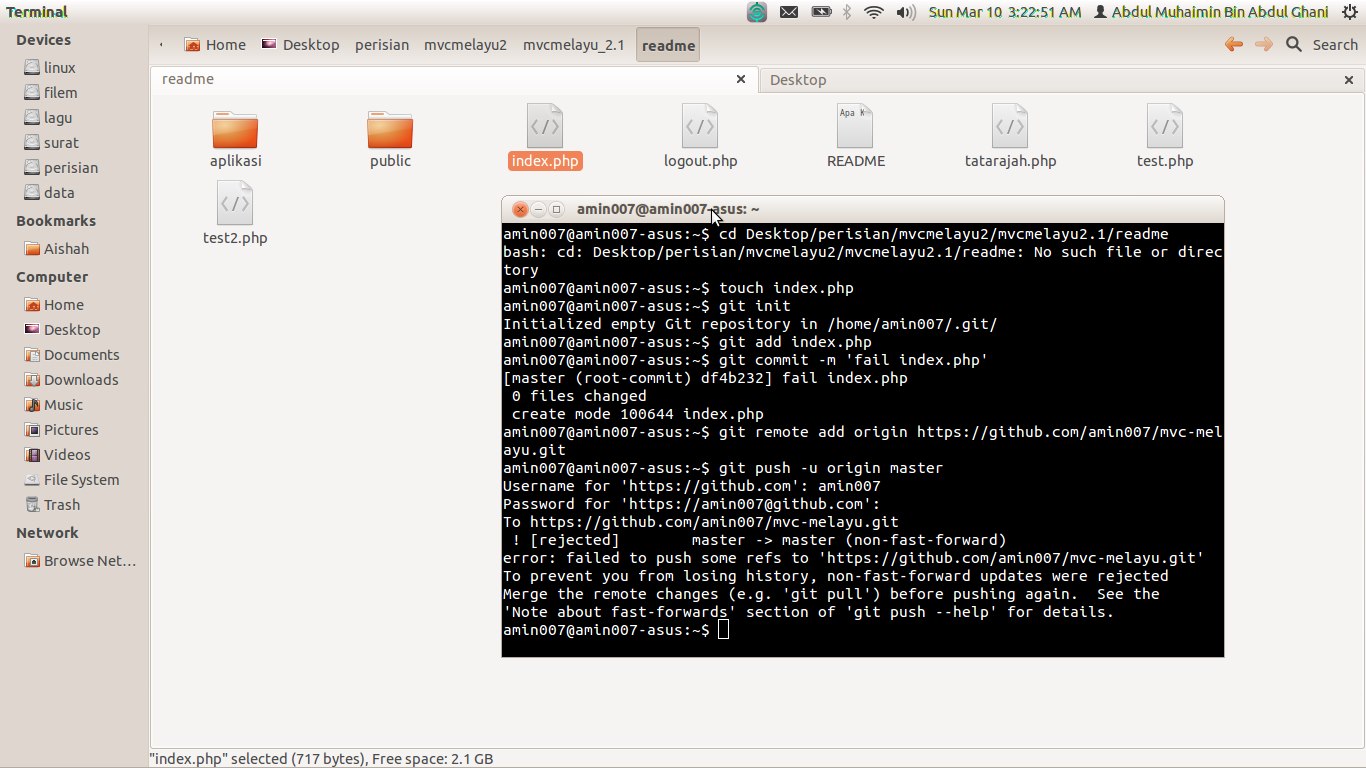 Terminal
Sun Mar 10 3:22:51 AM
Abdul Muhaimin Bin Abdul Ghani
Devices
linux
filem
lagu
surat
perisian
data
Bookmarks
Aishah
Computer
Home
Desktop
Documents
Downloads
Music
Pictures
Videos
File System
Trash
Network
Browse Net…
Home
Desktop
perisian
mvcmelayu2
mvcmelayu_2.1
readme
Search
readme
Desktop
aplikasi
public
index.php
logout.php
Apa K
README
tatarajah.php
test.php
test2.php
amin007@amin007-asus: ~
amin007@amin007-asus:~$ cd Desktop/perisian/mvcmelayu2/mvcmelayu2.1/readme
bash: cd: Desktop/perisian/mvcmelayu2/mvcmelayu2.1/readme: No such file or direc
tory
amin007@amin007-asus:~$ touch index.php
amin007@amin007-asus:~$ git init
Initialized empty Git repository in /home/amin007/.git/
amin007@amin007-asus:~$ git add index.php
amin007@amin007-asus:~$ git commit -m 'fail index.php'
[master (root-commit) df4b232] fail index.php
 0 files changed
 create mode 100644 index.php
amin007@amin007-asus:~$ git remote add origin https://github.com/amin007/mvc-mel
ayu.git
amin007@amin007-asus:~$ git push -u origin master
Username for 'https://github.com': amin007
Password for 'https://amin007@github.com':
To https://github.com/amin007/mvc-melayu.git
 ! [rejected]        master -> master (non-fast-forward)
error: failed to push some refs to 'https://github.com/amin007/mvc-melayu.git'
To prevent you from losing history, non-fast-forward updates were rejected
Merge the remote changes (e.g. 'git pull') before pushing again.  See the
'Note about fast-forwards' section of 'git push --help' for details.
amin007@amin007-asus:~$
"index.php" selected (717 bytes), Free space: 2.1 GB